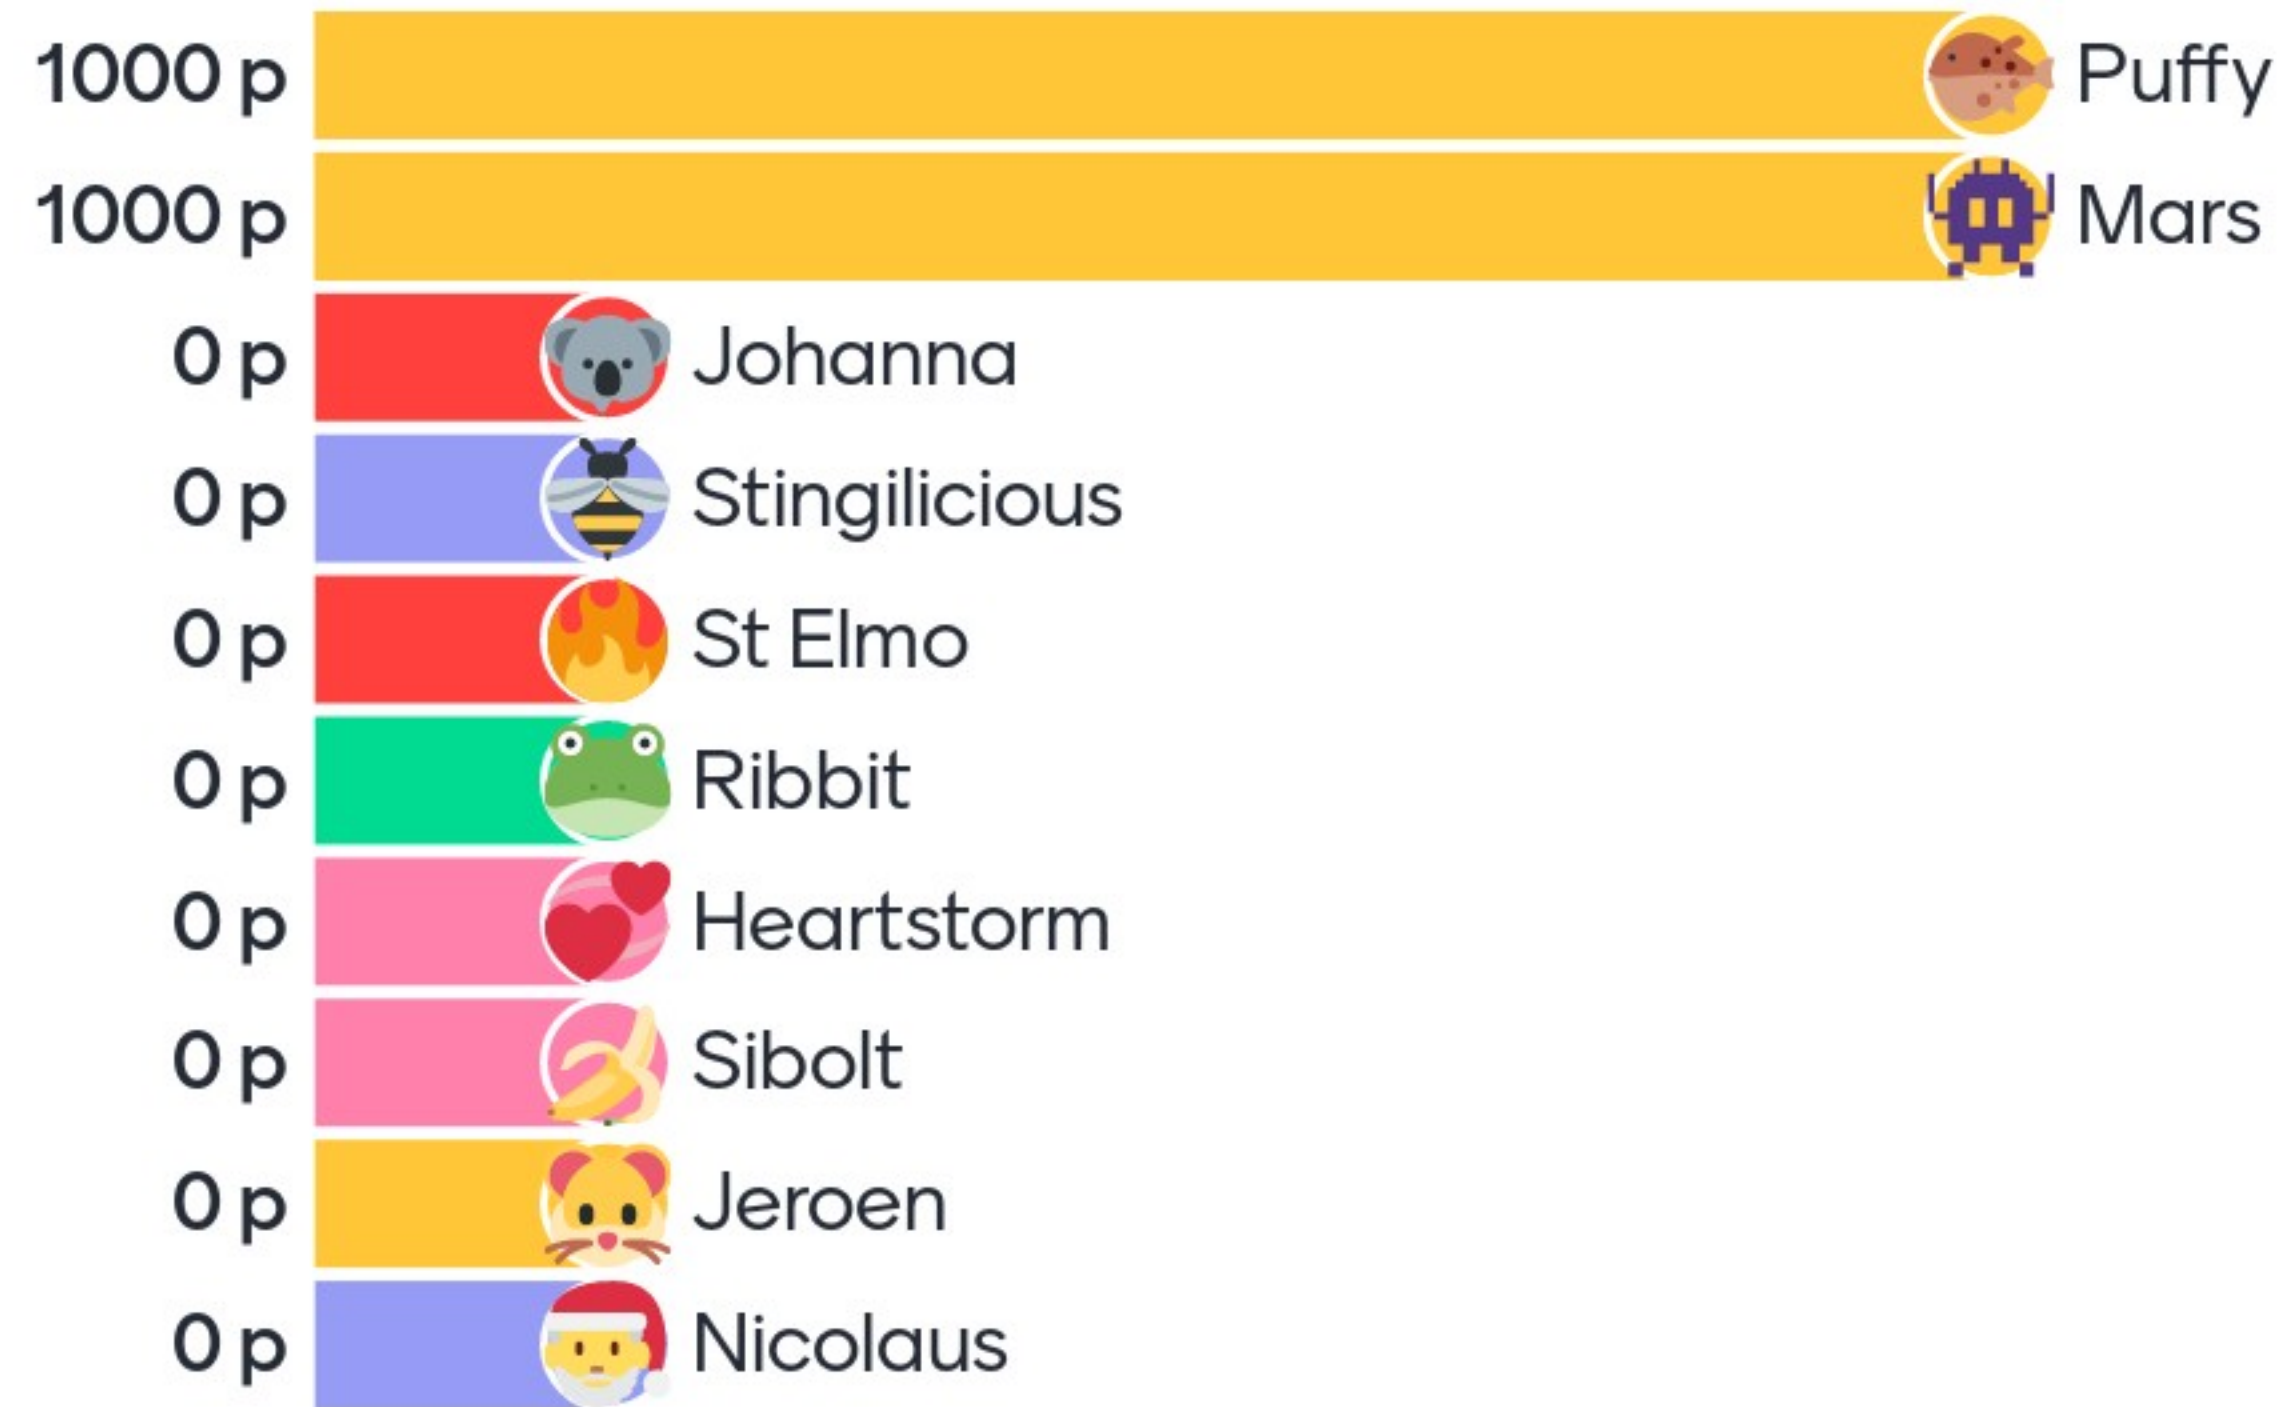 1000 p Puffy
1000 p Mars
0 p Johanna
0 p Stingilicious
0 p St Elmo
0 p Ribbit
0 p Heartstorm
0 p Sibolt
0 p Jeroen
0 p Nicolaus